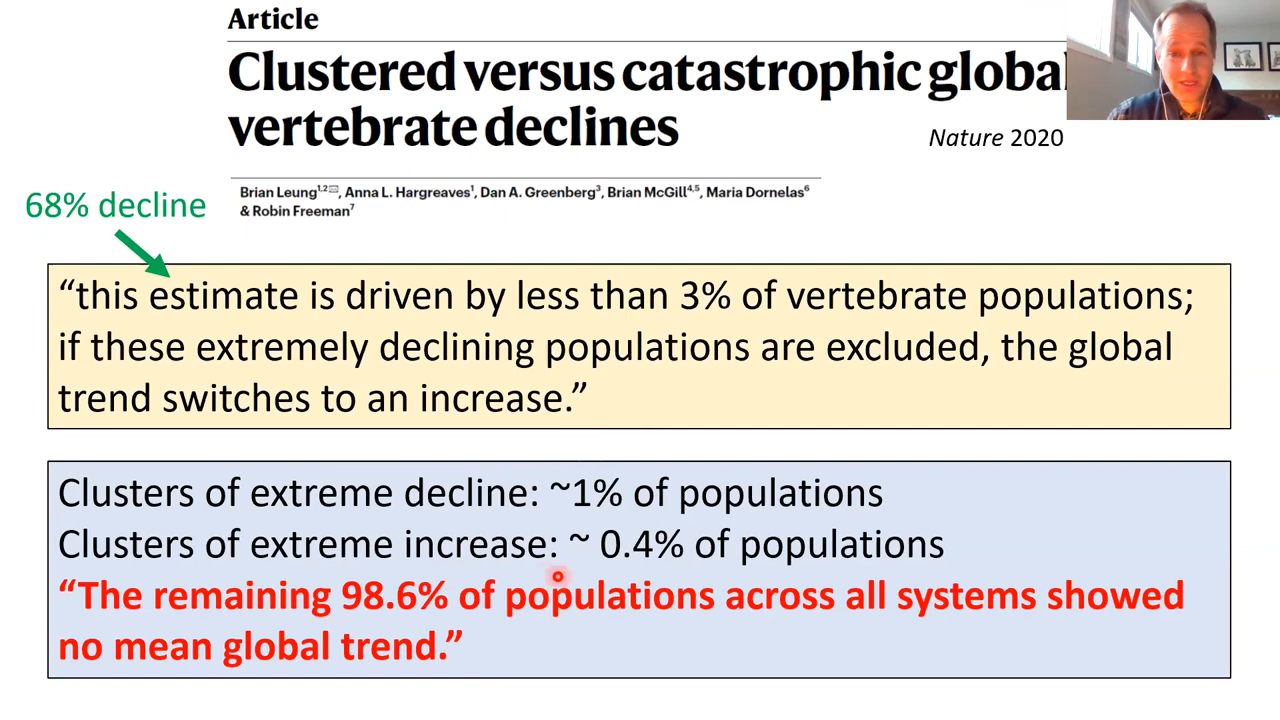 Article
Clustered versus catastrophic globa
vertebrate declines
Nature 2020
Brian Leung1,2✉, Anna L. Hargreaves1, Dan A. Greenberg3, Brian McGill4,5, Maria Dornelas6
& Robin Freeman7
68% decline
“this estimate is driven by less than 3% of vertebrate populations;
if these extremely declining populations are excluded, the global
trend switches to an increase.”
Clusters of extreme decline: ~1% of populations
Clusters of extreme increase: ~ 0.4% of populations
“The remaining 98.6% of populations across all systems showed
no mean global trend.”